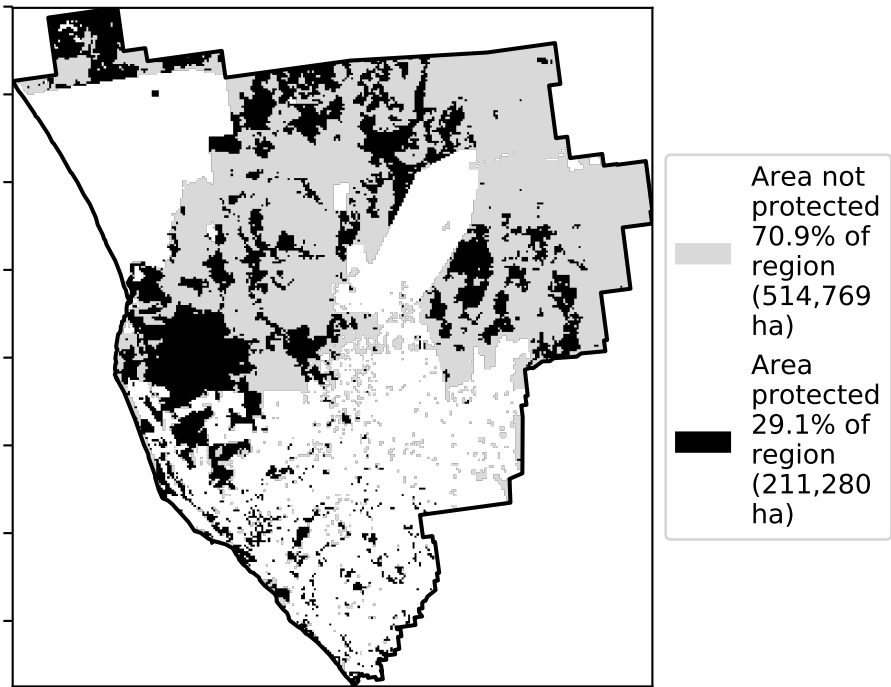 Area not
protected
70.9% of
region
(514,769
ha)
Area
protected
29.1% of
region
(211,280
ha)